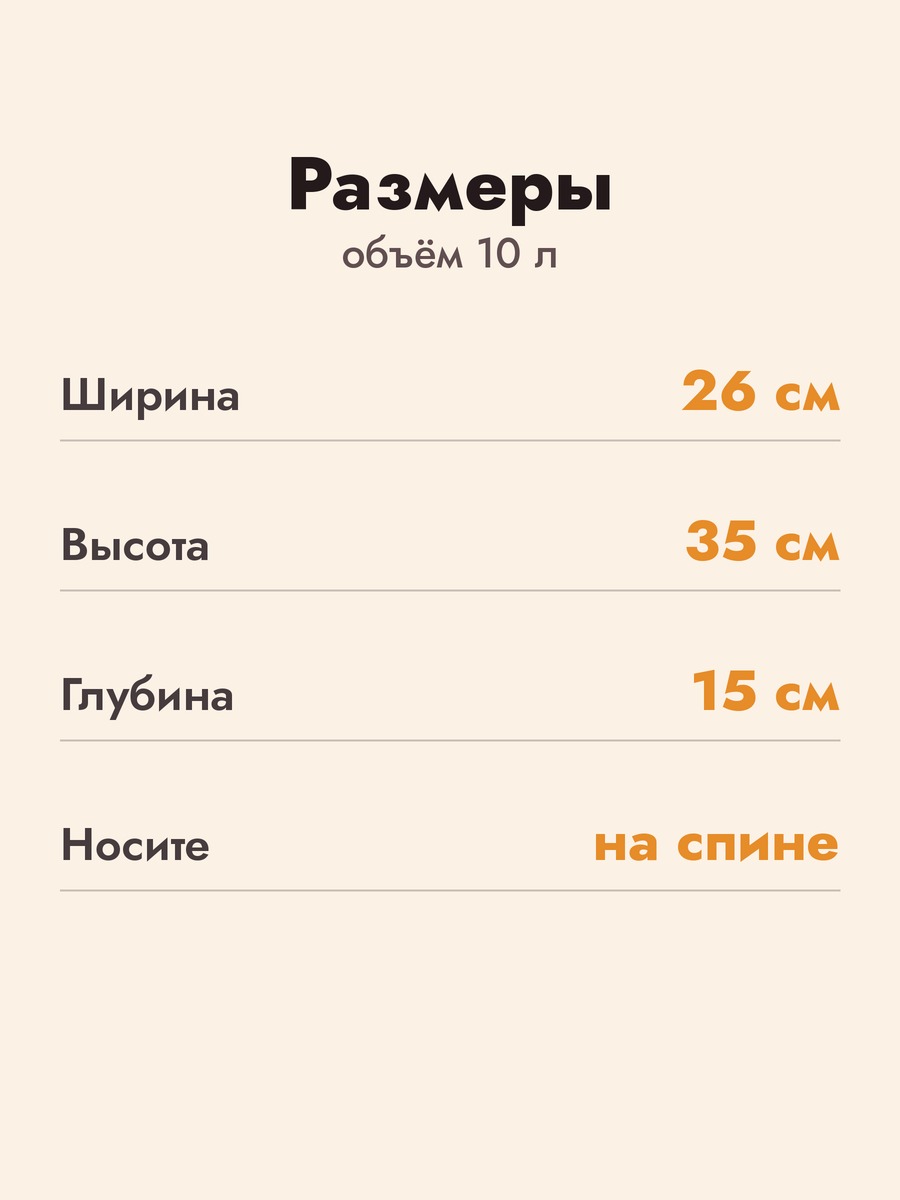 Размеры
объём 10 л
Ширина 26 см
Высота 35 см
Глубина 15 см
Носите на спине